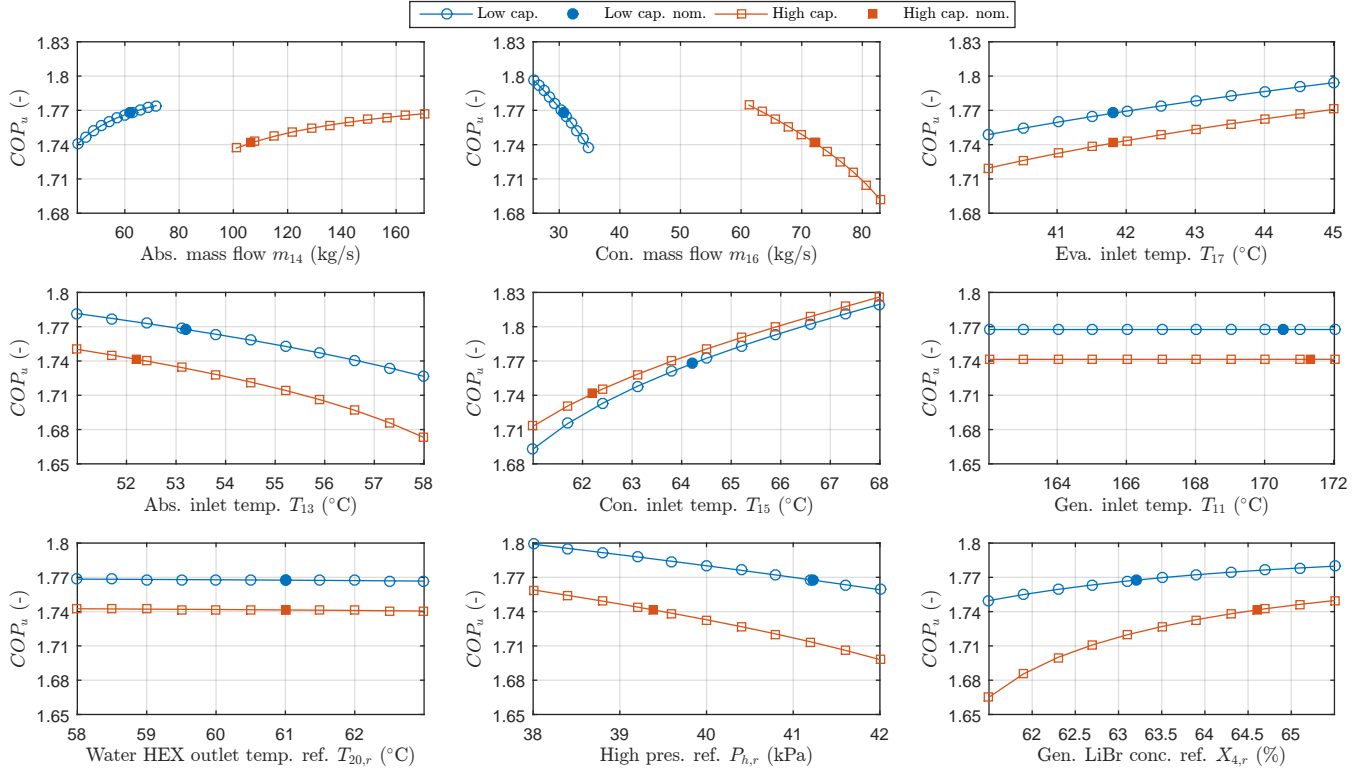 Low cap. Low cap. nom. High cap. High cap. nom.
1.83
1.8
1.77
1.74
1.71
1.68
COP_u (-)
60 80 100 120 140 160
Abs. mass flow m_14 (kg/s)
1.83
1.8
1.77
1.74
1.71
1.68
COP_u (-)
30 40 50 60 70 80
Con. mass flow m_16 (kg/s)
1.83
1.8
1.77
1.74
1.71
1.68
COP_u (-)
41 42 43 44 45
Eva. inlet temp. T_17 (°C)
1.8
1.77
1.74
1.71
1.68
1.65
COP_u (-)
52 53 54 55 56 57 58
Abs. inlet temp. T_13 (°C)
1.83
1.8
1.77
1.74
1.71
1.68
COP_u (-)
62 63 64 65 66 67 68
Con. inlet temp. T_15 (°C)
1.8
1.77
1.74
1.71
1.68
1.65
COP_u (-)
164 166 168 170 172
Gen. inlet temp. T_11 (°C)
1.8
1.77
1.74
1.71
1.68
1.65
COP_u (-)
58 59 60 61 62
Water HEX outlet temp. ref. T_20,r (°C)
1.8
1.77
1.74
1.71
1.68
1.65
COP_u (-)
38 39 40 41 42
High pres. ref. P_h,r (kPa)
1.8
1.77
1.74
1.71
1.68
1.65
COP_u (-)
62 62.5 63 63.5 64 64.5 65
Gen. LiBr conc. ref. X_4,r (%)